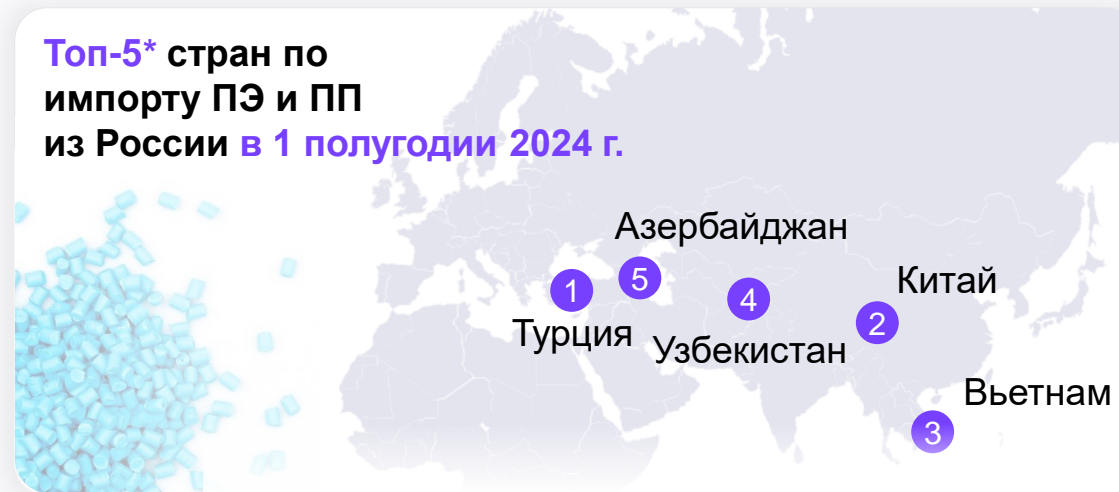 Топ-5* стран по
импорту ПЭ и ПП
из России в 1 полугодии 2024 г.
Азербайджан
5
Китай
1
4
2
Турция
Узбекистан
Вьетнам
3